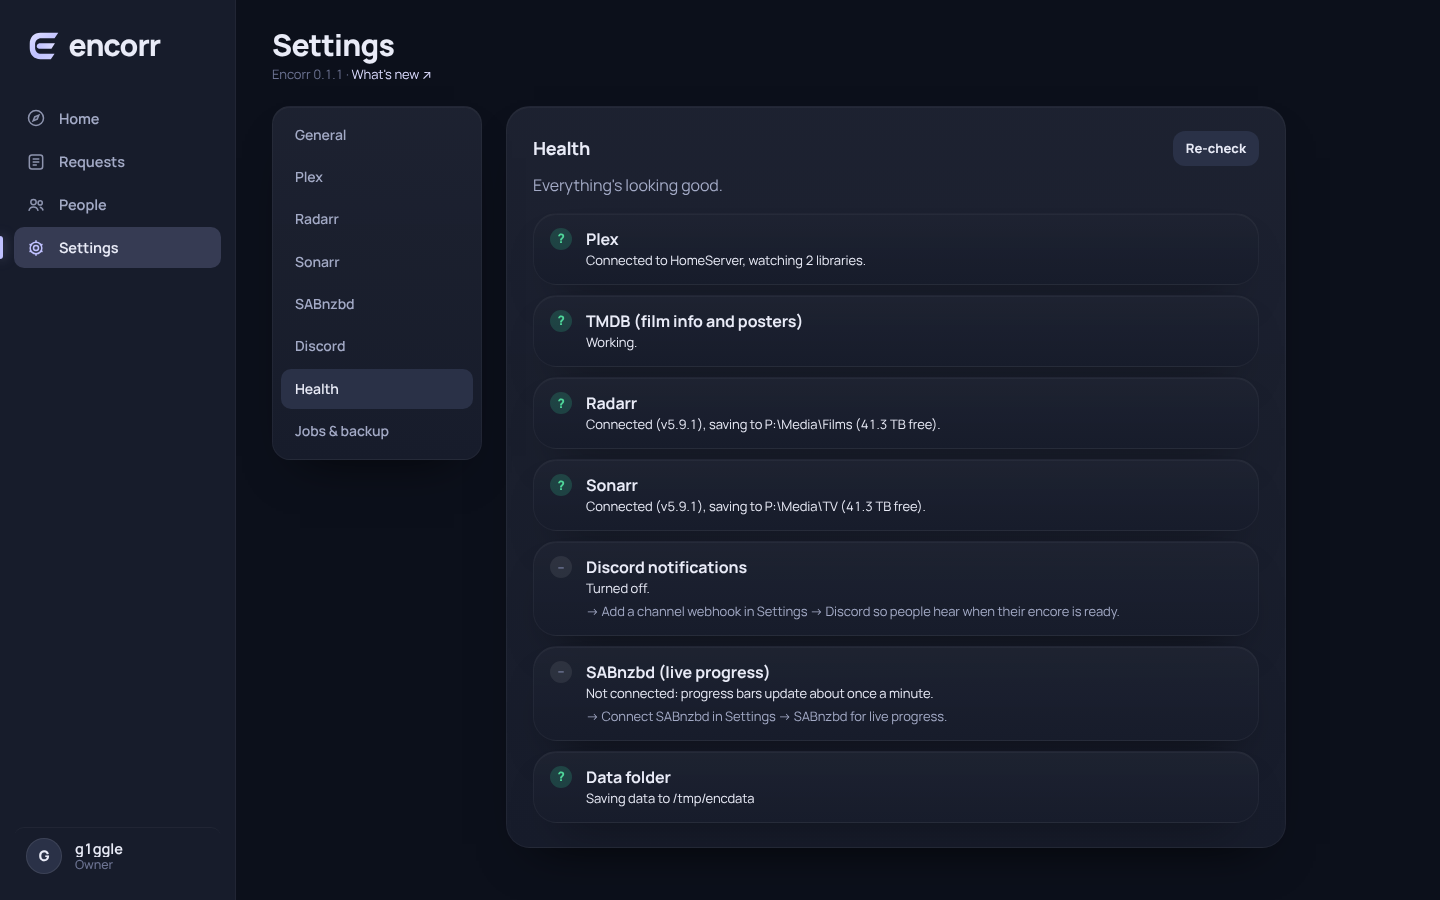 encorr
Home
Requests
People
Settings
g1ggle
Owner
G
Settings
Encorr 0.1.1 · What's new ↗
General
Plex
Radarr
Sonarr
SABnzbd
Discord
Health
Jobs & backup
Health
Re-check
Everything's looking good.
? Plex
Connected to HomeServer, watching 2 libraries.
? TMDB (film info and posters)
Working.
? Radarr
Connected (v5.9.1), saving to P:\Media\Films (41.3 TB free).
? Sonarr
Connected (v5.9.1), saving to P:\Media\TV (41.3 TB free).
– Discord notifications
Turned off.
→ Add a channel webhook in Settings → Discord so people hear when their encore is ready.
– SABnzbd (live progress)
Not connected: progress bars update about once a minute.
→ Connect SABnzbd in Settings → SABnzbd for live progress.
? Data folder
Saving data to /tmp/encdata